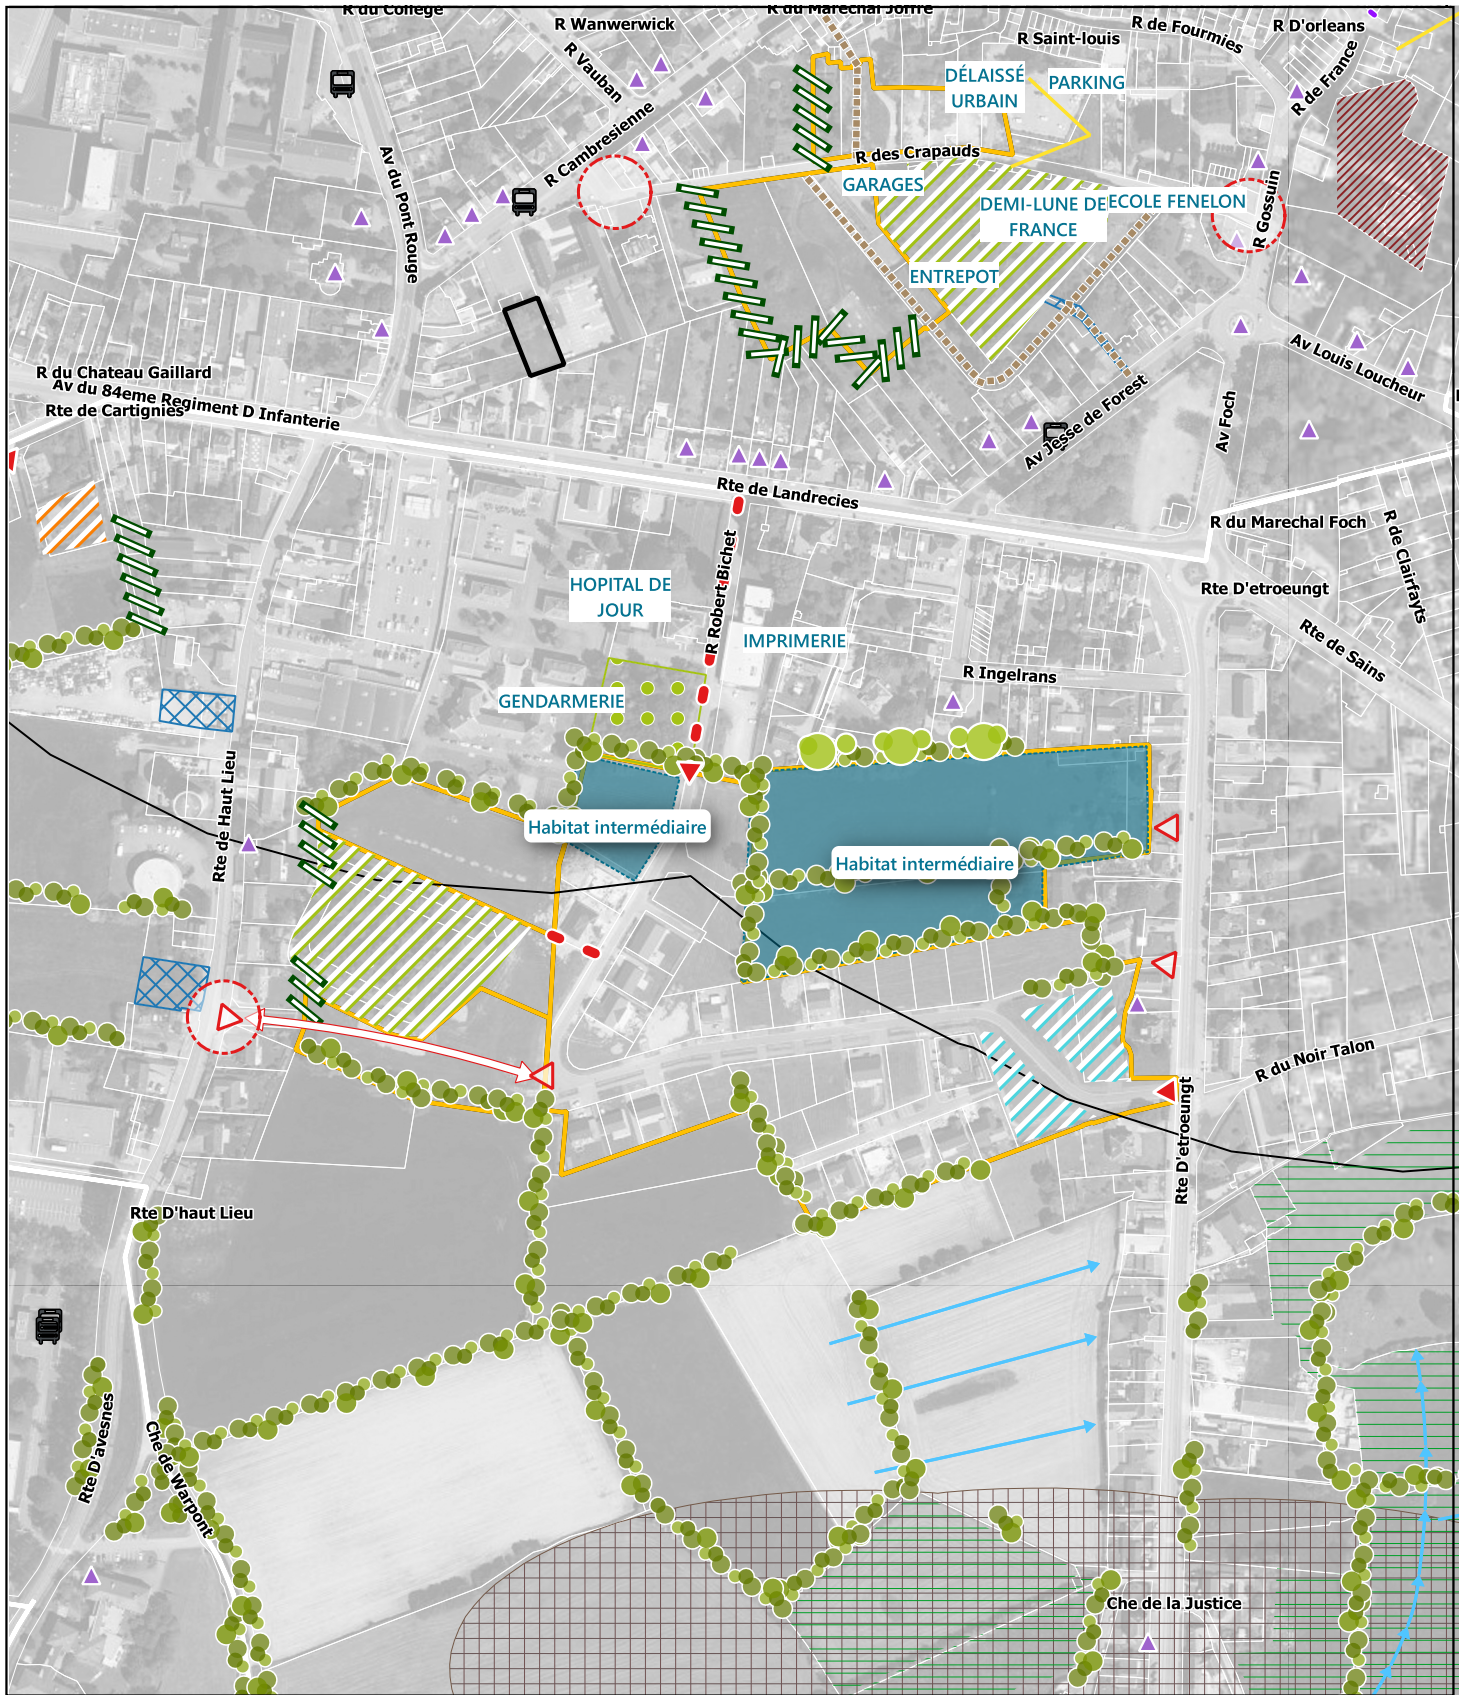 R du College
R Wanwerwick
R du Marechal Joffre
R de Fourmies
R D'orleans
R Saint-louis
R Vauban
R de France
DÉLAISSÉ
URBAIN
PARKING
R Cambresienne
Av du Pont Rouge
R des Crapauds
GARAGES
DEMI-LUNE DE
FRANCE
ECOLE FENELON
R Gossuin
ENTREPOT
Av Louis Loucheur
R du Chateau Gaillard
Av du 84eme Regiment D Infanterie
Rte de Cartignies
Av Jesse de Forest
Av Foch
Rte de Landrecies
R du Marechal Foch
R de Clairfayts
HOPITAL DE
JOUR
R Robert Bichet
Rte D'etroeungt
IMPRIMERIE
Rte de Sains
R Ingelrans
GENDARMERIE
Rte de Haut Lieu
Habitat intermédiaire
Habitat intermédiaire
R du Noir Talon
Rte D'etroeungt
Rte D'haut Lieu
Rte D'avesnes
Che de Warpont
Che de la Justice